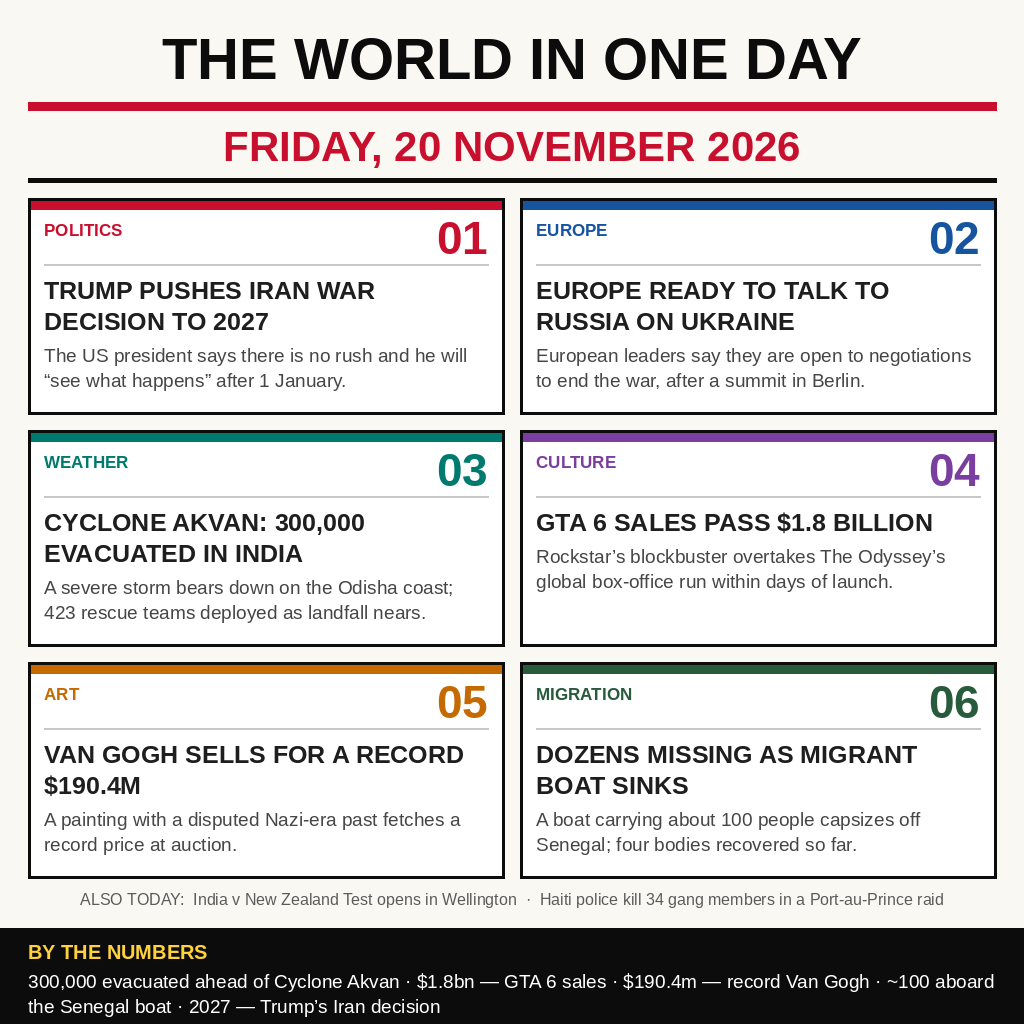 THE WORLD IN ONE DAY
FRIDAY, 20 NOVEMBER 2026
POLITICS
01
TRUMP PUSHES IRAN WAR
DECISION TO 2027
The US president says there is no rush and he will
“see what happens” after 1 January.
EUROPE
02
EUROPE READY TO TALK TO
RUSSIA ON UKRAINE
European leaders say they are open to negotiations
to end the war, after a summit in Berlin.
WEATHER
03
CYCLONE AKVAN: 300,000
EVACUATED IN INDIA
A severe storm bears down on the Odisha coast;
423 rescue teams deployed as landfall nears.
CULTURE
04
GTA 6 SALES PASS $1.8 BILLION
Rockstar’s blockbuster overtakes The Odyssey’s
global box-office run within days of launch.
ART
05
VAN GOGH SELLS FOR A RECORD
$190.4M
A painting with a disputed Nazi-era past fetches a
record price at auction.
MIGRATION
06
DOZENS MISSING AS MIGRANT
BOAT SINKS
A boat carrying about 100 people capsizes off
Senegal; four bodies recovered so far.
ALSO TODAY: India v New Zealand Test opens in Wellington · Haiti police kill 34 gang members in a Port-au-Prince raid
BY THE NUMBERS
300,000 evacuated ahead of Cyclone Akvan · $1.8bn — GTA 6 sales · $190.4m — record Van Gogh · ~100 aboard
the Senegal boat · 2027 — Trump’s Iran decision